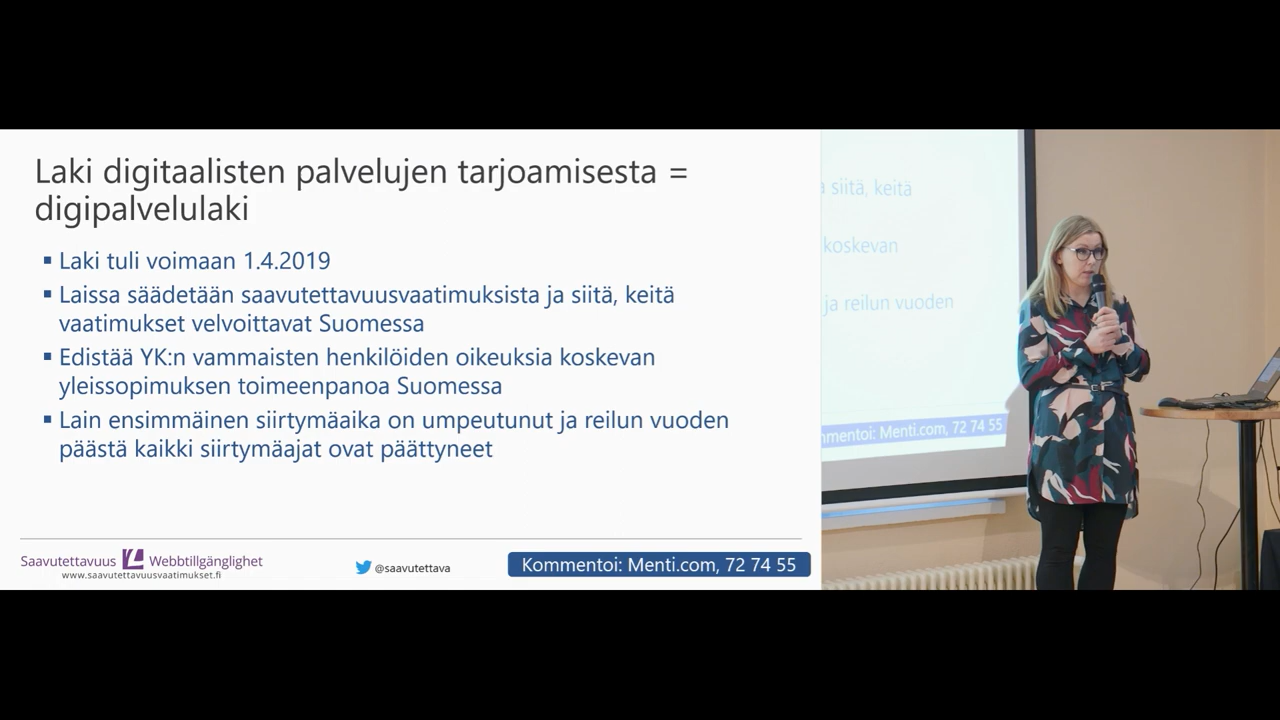 Laki digitaalisten palvelujen tarjoamisesta =
digipalvelulaki
▪ Laki tuli voimaan 1.4.2019
▪ Laissa säädetään saavutettavuusvaatimuksista ja siitä, keitä
vaatimukset velvoittavat Suomessa
▪ Edistää YK:n vammaisten henkilöiden oikeuksia koskevan
yleissopimuksen toimeenpanoa Suomessa
▪ Lain ensimmäinen siirtymäaika on umpeutunut ja reilun vuoden
päästä kaikki siirtymäajat ovat päättyneet
Saavutettavuus Webbtillgänglighet
www.saavutettavuusvaatimukset.fi
@saavutettava
Kommentoi: Menti.com, 72 74 55
a siitä, keitä
koskevan
ja reilun vuoden
mmentoi: Menti.com, 72 74 55